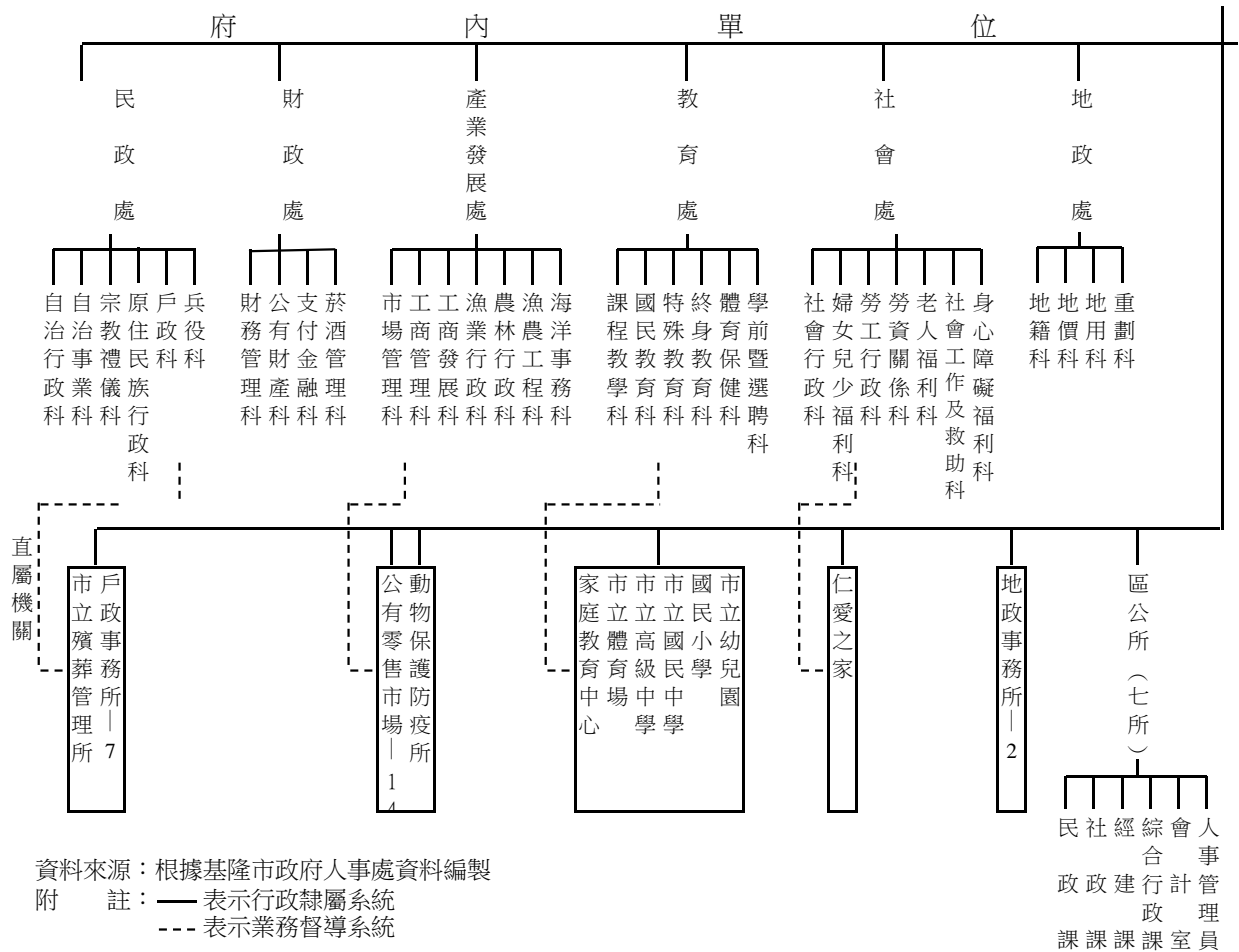 府內單位
民政處
財政處
產業發展處
教育處
社會處
地政處
自治行政科
自治事業科
宗教禮儀科
原住民族行政科
戶政科
兵役科
財務管理科
公有財產科
支付金融科
菸酒管理科
市場管理科
工商管理科
工商發展科
漁業行政科
農林行政科
漁農工程科
海洋事務科
課程教學科
國民教育科
特殊教育科
終身教育科
體育保健科
學前暨選聘科
社會行政科
婦女兒少福利科
勞工行政科
勞資關係科
老人福利科
社會工作及救助科
身心障礙福利科
地籍科
地價科
地用科
重劃科
直屬機關
市立殯葬管理所
戶政事務所—7
公有零售市場—14
動物保護防疫所
家庭教育中心
市立體育場
市立高級中學
市立國民中學
國民小學
市立幼兒園
仁愛之家
地政事務所—2
區公所（七所）
民政課
社政課
經建課
綜合行政課
會計室
人事管理員
資料來源：根據基隆市政府人事處資料編製
附　　註：── 表示行政隸屬系統
---- 表示業務督導系統